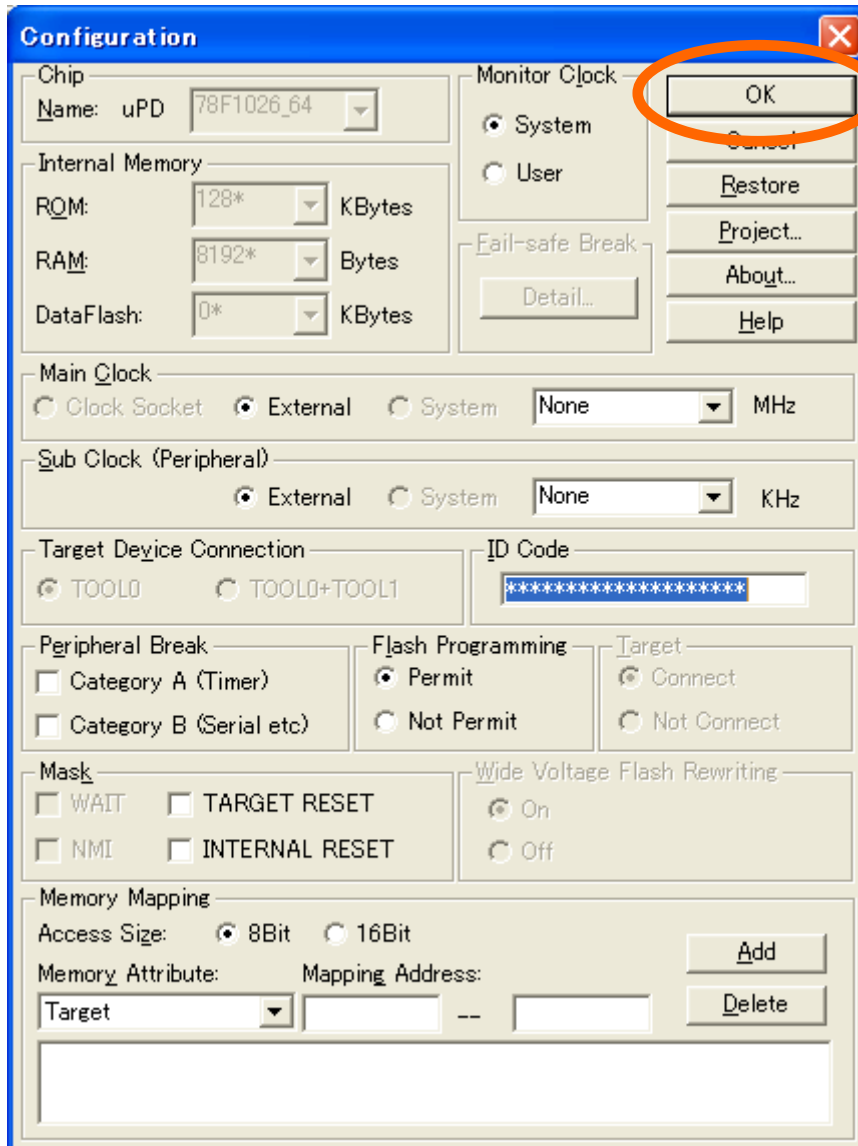 Configuration
Chip
Name: uPD 78F1026_64
Internal Memory
ROM: 128* KBytes
RAM: 8192* Bytes
DataFlash: 0* KBytes
Monitor Clock
System
User
Fail-safe Break
Detail...
OK
Cancel
Restore
Project...
About...
Help
Main Clock
Clock Socket External System None MHz
Sub Clock (Peripheral)
External System None KHz
Target Device Connection
TOOL0 TOOL0+TOOL1
ID Code
********************
Peripheral Break
Category A (Timer)
Category B (Serial etc)
Flash Programming
Permit
Not Permit
Target
Connect
Not Connect
Mask
WAIT TARGET RESET
NMI INTERNAL RESET
Wide Voltage Flash Rewriting
On
Off
Memory Mapping
Access Size: 8Bit 16Bit
Memory Attribute: Mapping Address:
Target --
Add
Delete